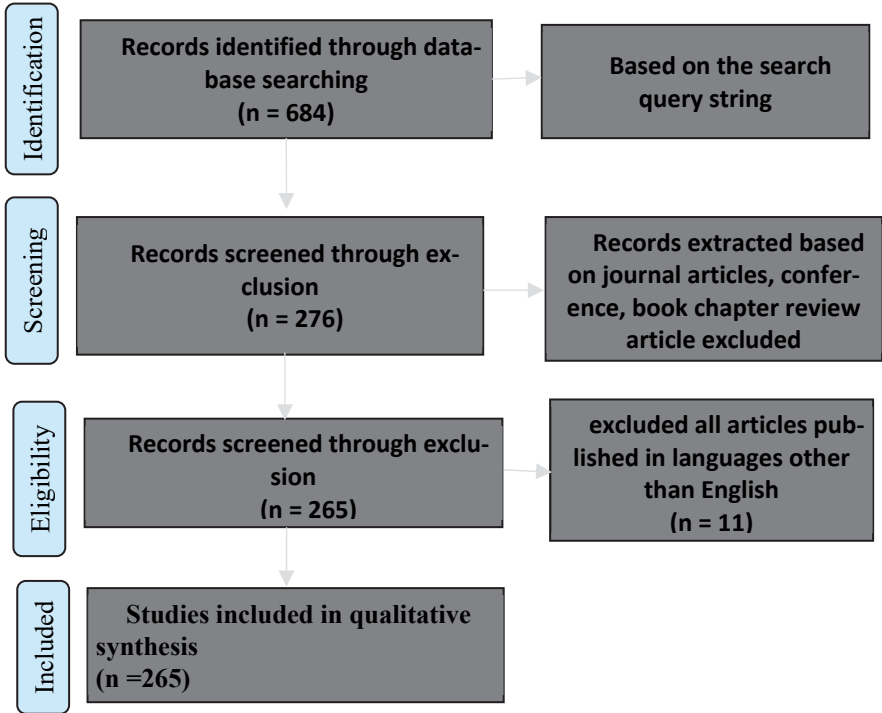 Identification
Records identified through data-
base searching
(n = 684)
Based on the search
query string
Screening
Records screened through ex-
clusion
(n = 276)
Records extracted based
on journal articles, confer-
ence, book chapter review
article excluded
Eligibility
Records screened through exclu-
sion
(n = 265)
excluded all articles pub-
lished in languages other
than English
(n = 11)
Included
Studies included in qualitative
synthesis
(n =265)